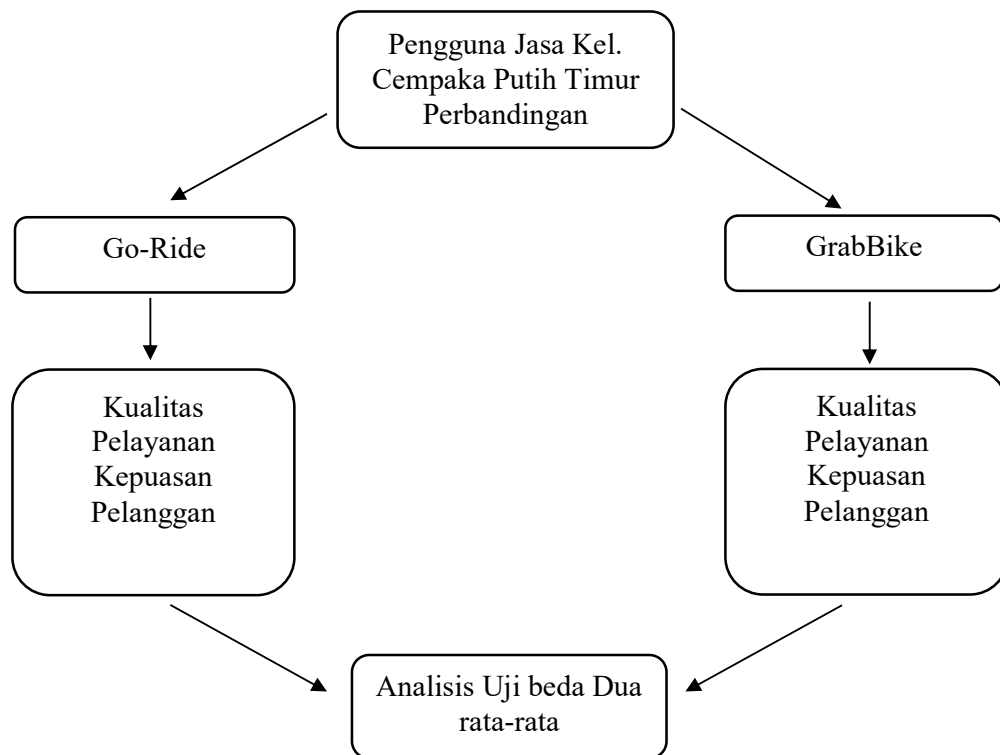 Pengguna Jasa Kel.
Cempaka Putih Timur
Perbandingan
Go-Ride
GrabBike
Kualitas
Pelayanan
Kepuasan
Pelanggan
Kualitas
Pelayanan
Kepuasan
Pelanggan
Analisis Uji beda Dua
rata-rata